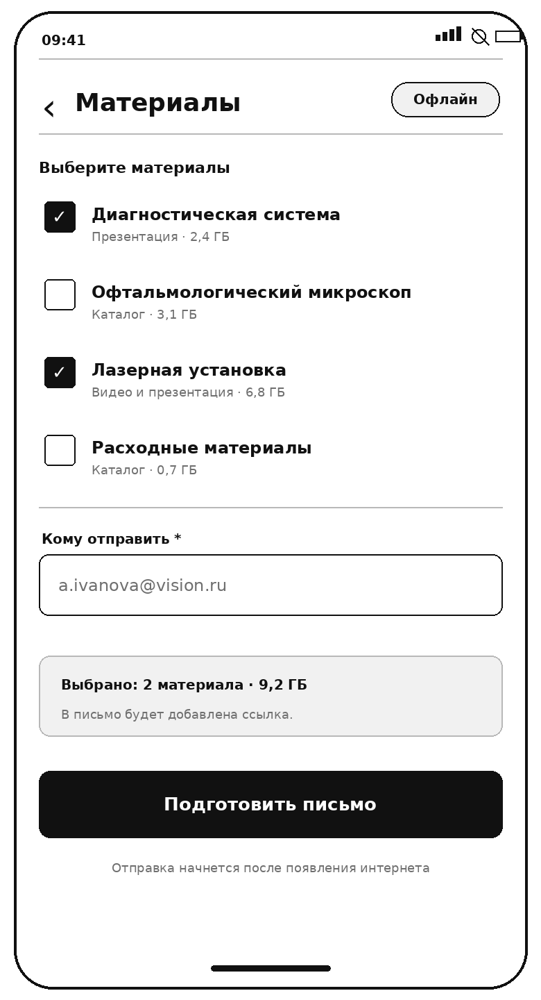 09:41
‹ Материалы
Офлайн
Выберите материалы
✓ Диагностическая система
Презентация · 2,4 ГБ
Офтальмологический микроскоп
Каталог · 3,1 ГБ
✓ Лазерная установка
Видео и презентация · 6,8 ГБ
Расходные материалы
Каталог · 0,7 ГБ
Кому отправить *
a.ivanova@vision.ru
Выбрано: 2 материала · 9,2 ГБ
В письмо будет добавлена ссылка.
Подготовить письмо
Отправка начнется после появления интернета